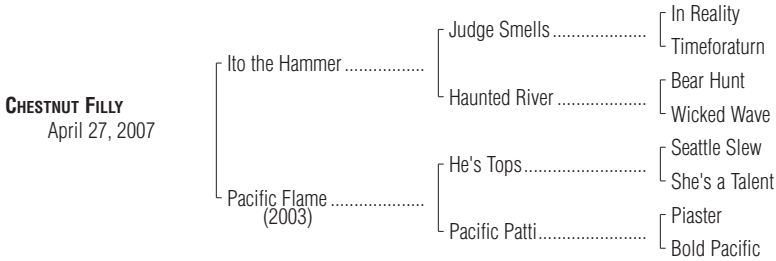 In Reality
Judge Smells....................
Timeforaturn
Ito the Hammer.................
Bear Hunt
Haunted River...................
Wicked Wave
CHESTNUT FILLY
April 27, 2007
Seattle Slew
He's Tops.........................
She's a Talent
Pacific Flame....................
(2003)
Piaster
Pacific Patti......................
Bold Pacific